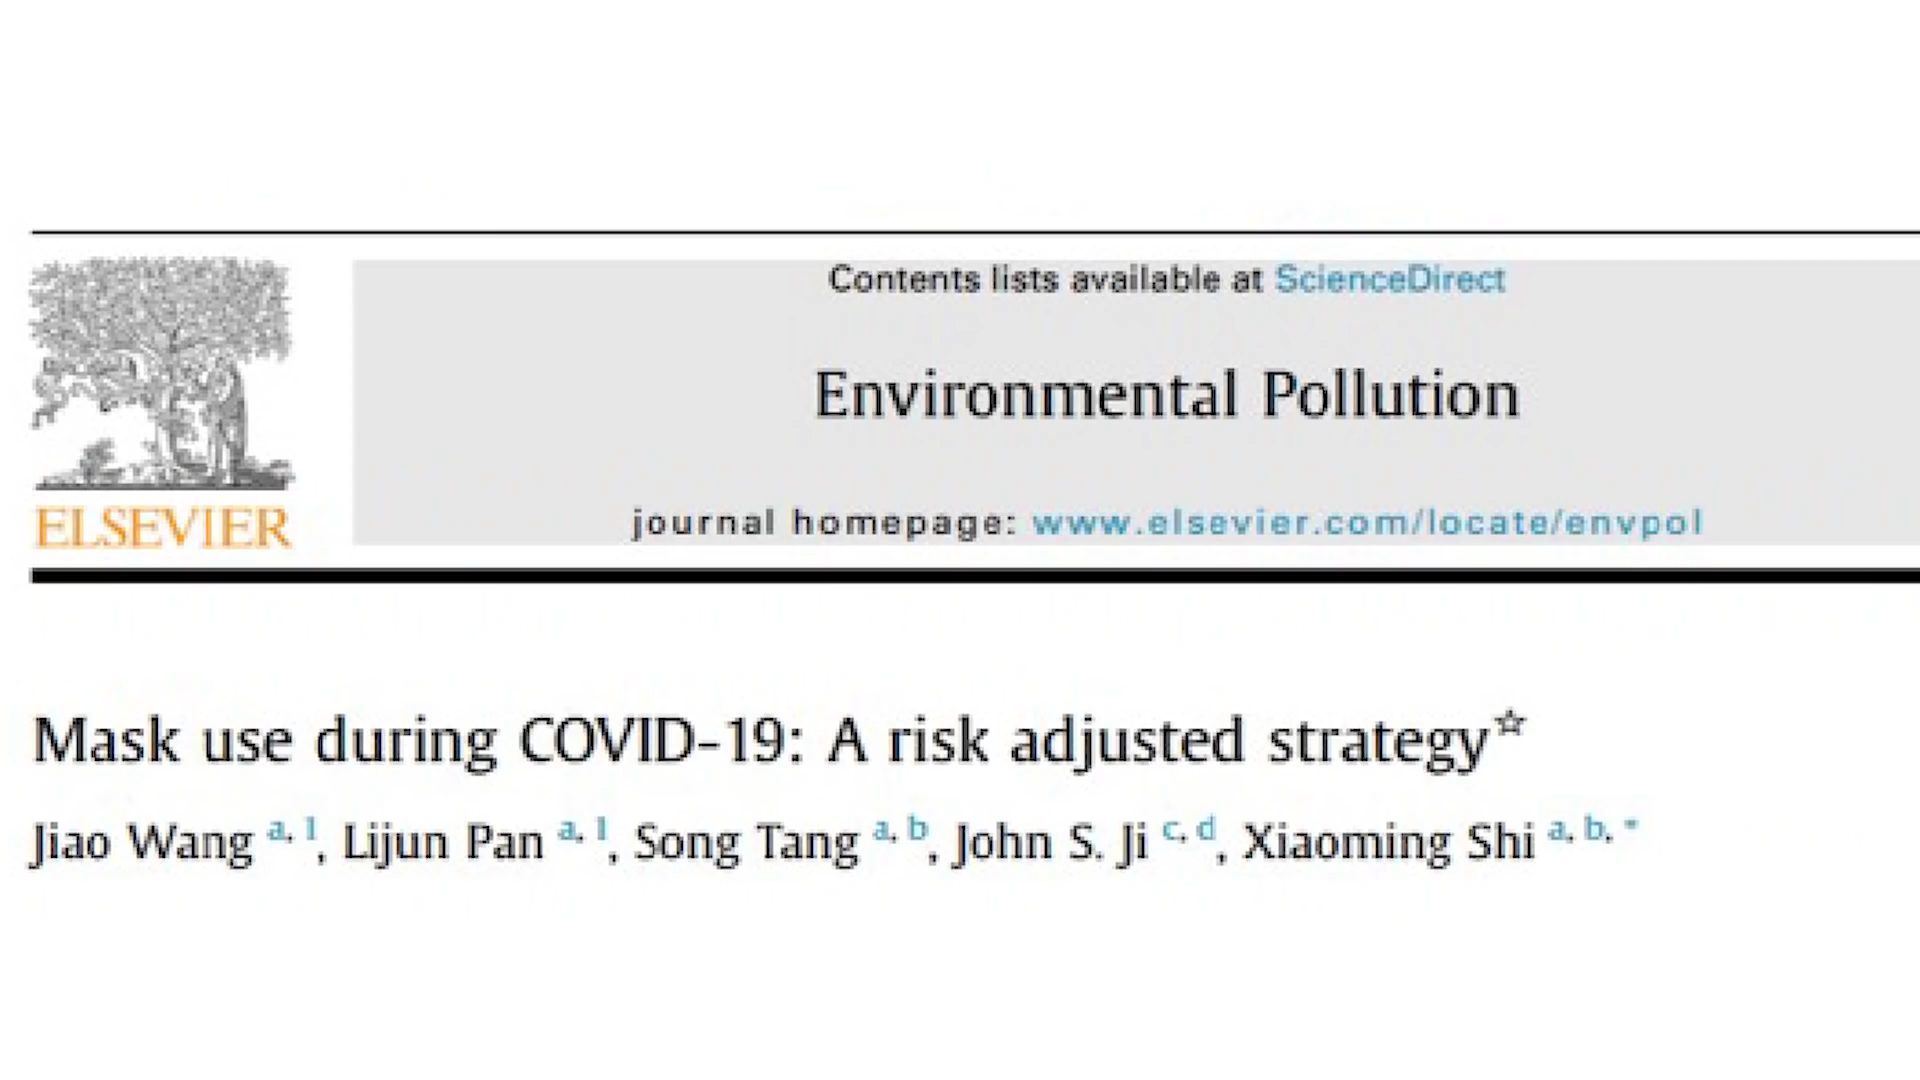 Contents lists available at ScienceDirect
Environmental Pollution
ELSEVIER
journal homepage: www.elsevier.com/locate/envpol
Mask use during COVID-19: A risk adjusted strategy☆
Jiao Wang a, 1, Lijun Pan a, 1, Song Tang a, b, John S. Ji c, d, Xiaoming Shi a, b, *